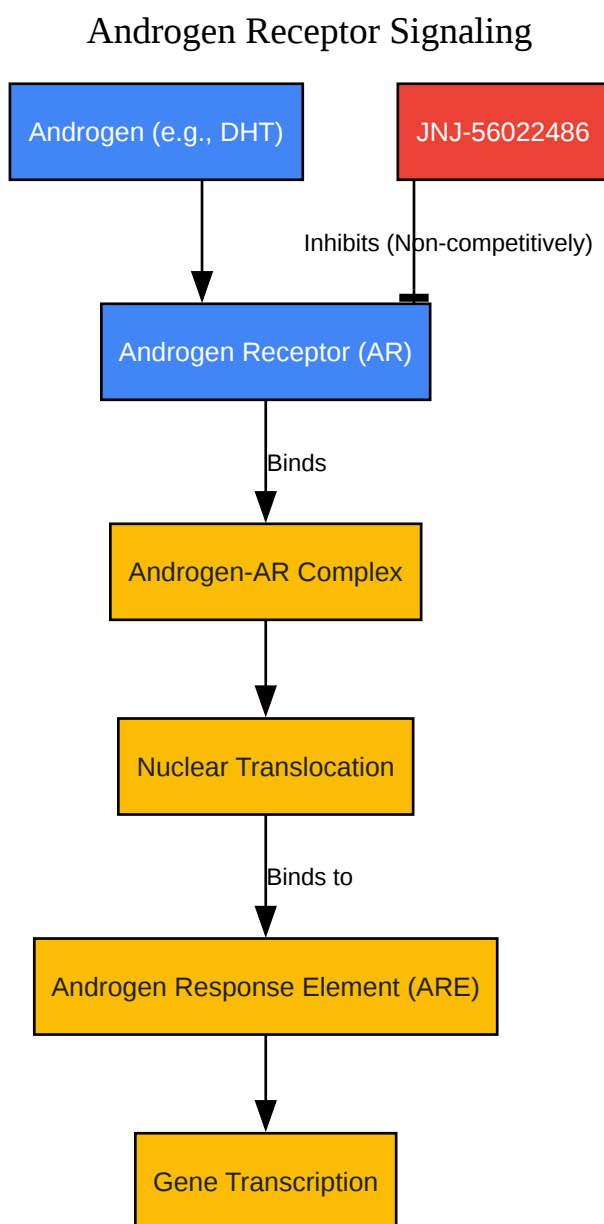 Androgen Receptor Signaling
Androgen (e.g., DHT)
JNJ-56022486
Inhibits (Non-competitively)
Androgen Receptor (AR)
Binds
Androgen-AR Complex
Nuclear Translocation
Binds to
Androgen Response Element (ARE)
Gene Transcription